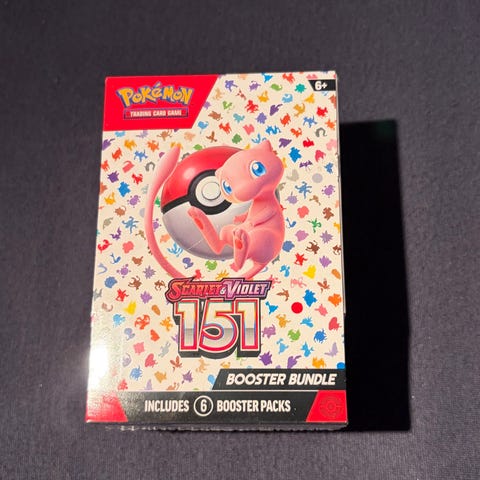 POKéMON
TRADING CARD GAME
6+
SCARLET & VIOLET
151
BOOSTER BUNDLE
INCLUDES 6 BOOSTER PACKS